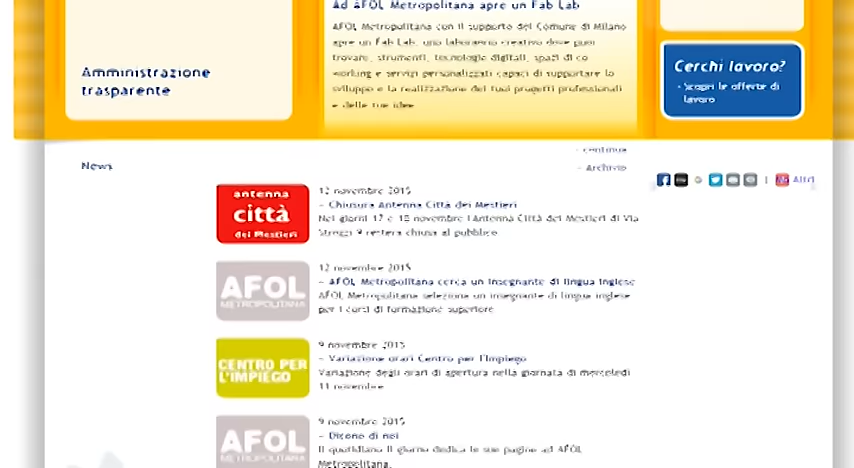 Ad AFOL Metropolitana apre un Fab Lab
AFOL Metropolitana con il supporto del Comune di Milano
apre un Fab Lab, uno laboratorio creativo dove puoi
trovare, strumenti, tecnologie digitali, spazi di co
working e servizi personalizzati capaci di supportare lo
sviluppo e la realizzazione dei tuoi progetti professionali
e delle tue idee
Amministrazione
trasparente
Cerchi lavoro?
- Scopri le offerte di
lavoro
- continua
- Archivio
News
Altri
antenna
città
dei Mestieri
12 novembre 2015
- Chiusura Antenna Città dei Mestieri
Nei giorni 17 e 18 novembre l'Antenna Città dei Mestieri di Via
Strozzi 9 resterà chiusa al pubblico
AFOL
METROPOLITANA
12 novembre 2015
- AFOL Metropolitana cerca un insegnante di lingua inglese
AFOL Metropolitana seleziona un insegnante di lingua inglese
per i corsi di formazione superiore
CENTRO PER
L'IMPIEGO
9 novembre 2015
- Variazione orari Centro per l'Impiego
Variazione degli orari di apertura nella giornata di mercoledì
11 novembre
AFOL
METROPOLITANA
9 novembre 2015
- Dicono di noi
Il quotidiano Il giorno dedica le sue pagine ad AFOL
Metropolitana.